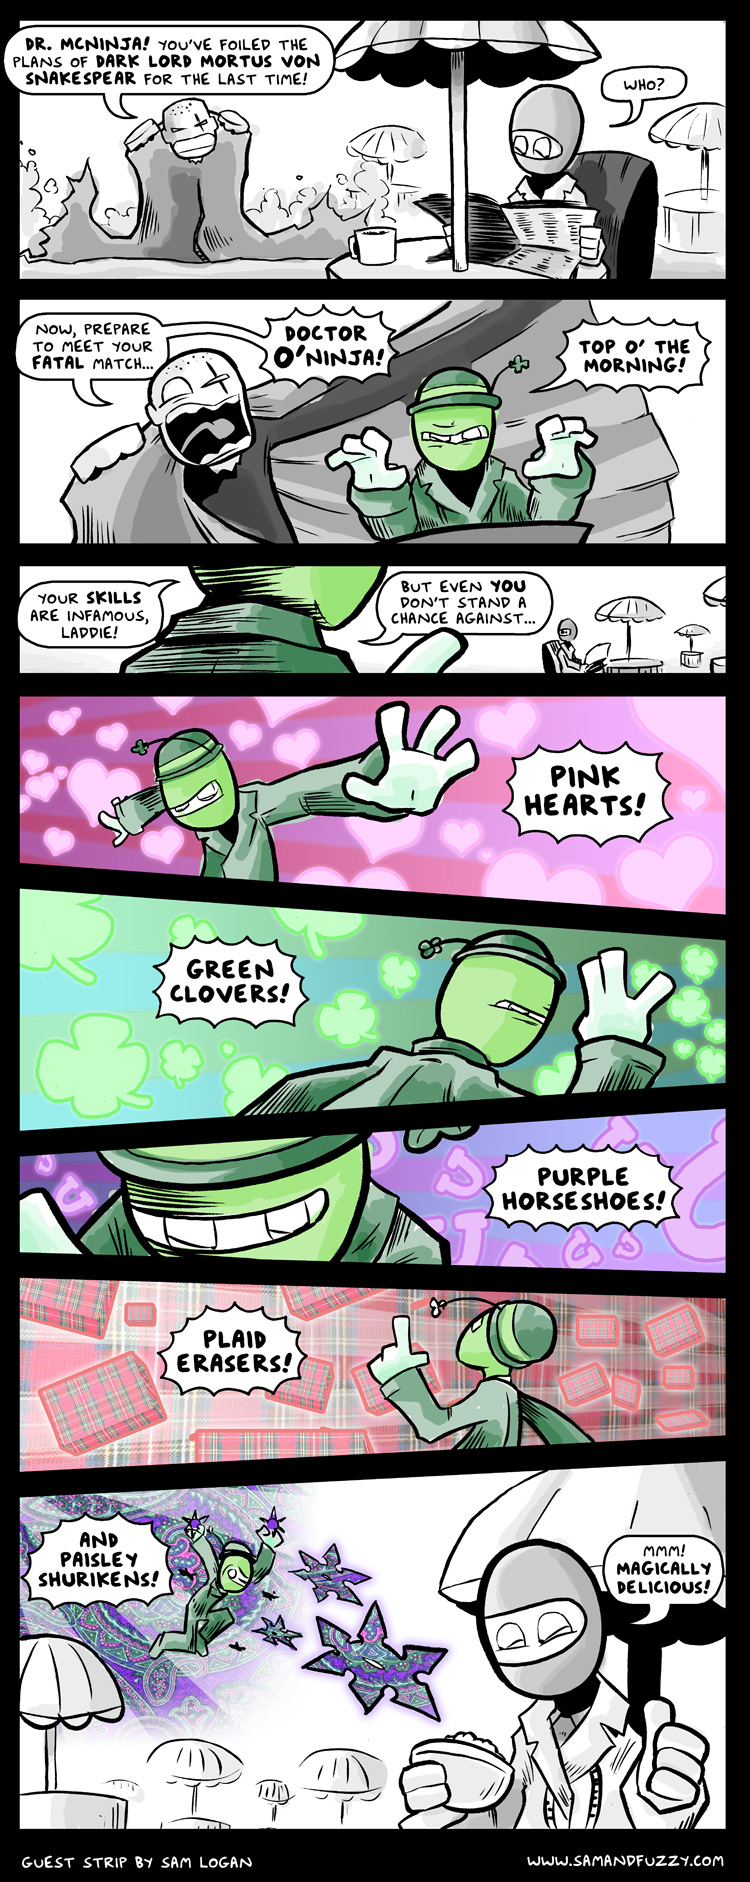 DR. MCNINJA! YOU'VE FOILED THE
PLANS OF DARK LORD MORTUS VON
SNAKESPEAR FOR THE LAST TIME!
WHO?
NOW, PREPARE
TO MEET YOUR
FATAL MATCH...
DOCTOR
O'NINJA!
TOP O' THE
MORNING!
YOUR SKILLS
ARE INFAMOUS,
LADDIE!
BUT EVEN YOU
DON'T STAND A
CHANCE AGAINST...
PINK
HEARTS!
GREEN
CLOVERS!
PURPLE
HORSESHOES!
PLAID
ERASERS!
AND
PAISLEY
SHURIKENS!
MMM!
MAGICALLY
DELICIOUS!
GUEST STRIP BY SAM LOGAN
WWW.SAMANDFUZZY.COM